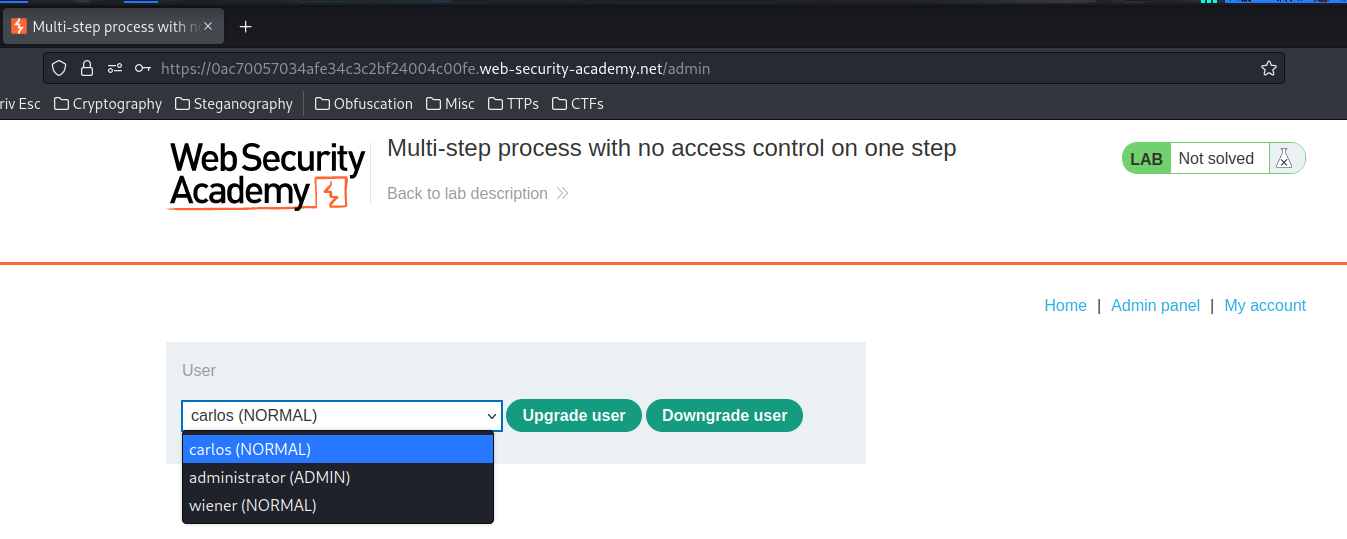 Multi-step process with n
https://0ac70057034afe34c3c2bf24004c00fe.web-security-academy.net/admin
riv Esc Cryptography Steganography Obfuscation Misc TTPs CTFs
Web Security
Academy
Multi-step process with no access control on one step
Back to lab description
LAB Not solved
Home | Admin panel | My account
User
carlos (NORMAL) Upgrade user Downgrade user
carlos (NORMAL)
administrator (ADMIN)
wiener (NORMAL)